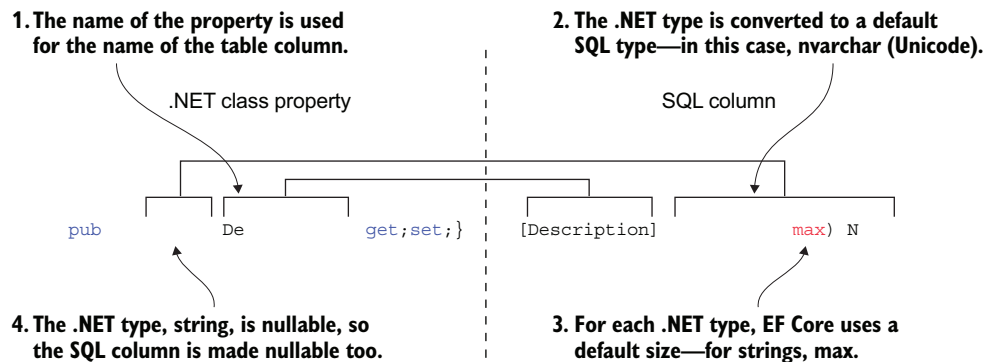 1. The name of the property is used
for the name of the table column.
2. The .NET type is converted to a default
SQL type—in this case, nvarchar (Unicode).
.NET class property
SQL column
pub De get;set;} [Description] max) N
4. The .NET type, string, is nullable, so
the SQL column is made nullable too.
3. For each .NET type, EF Core uses a
default size—for strings, max.